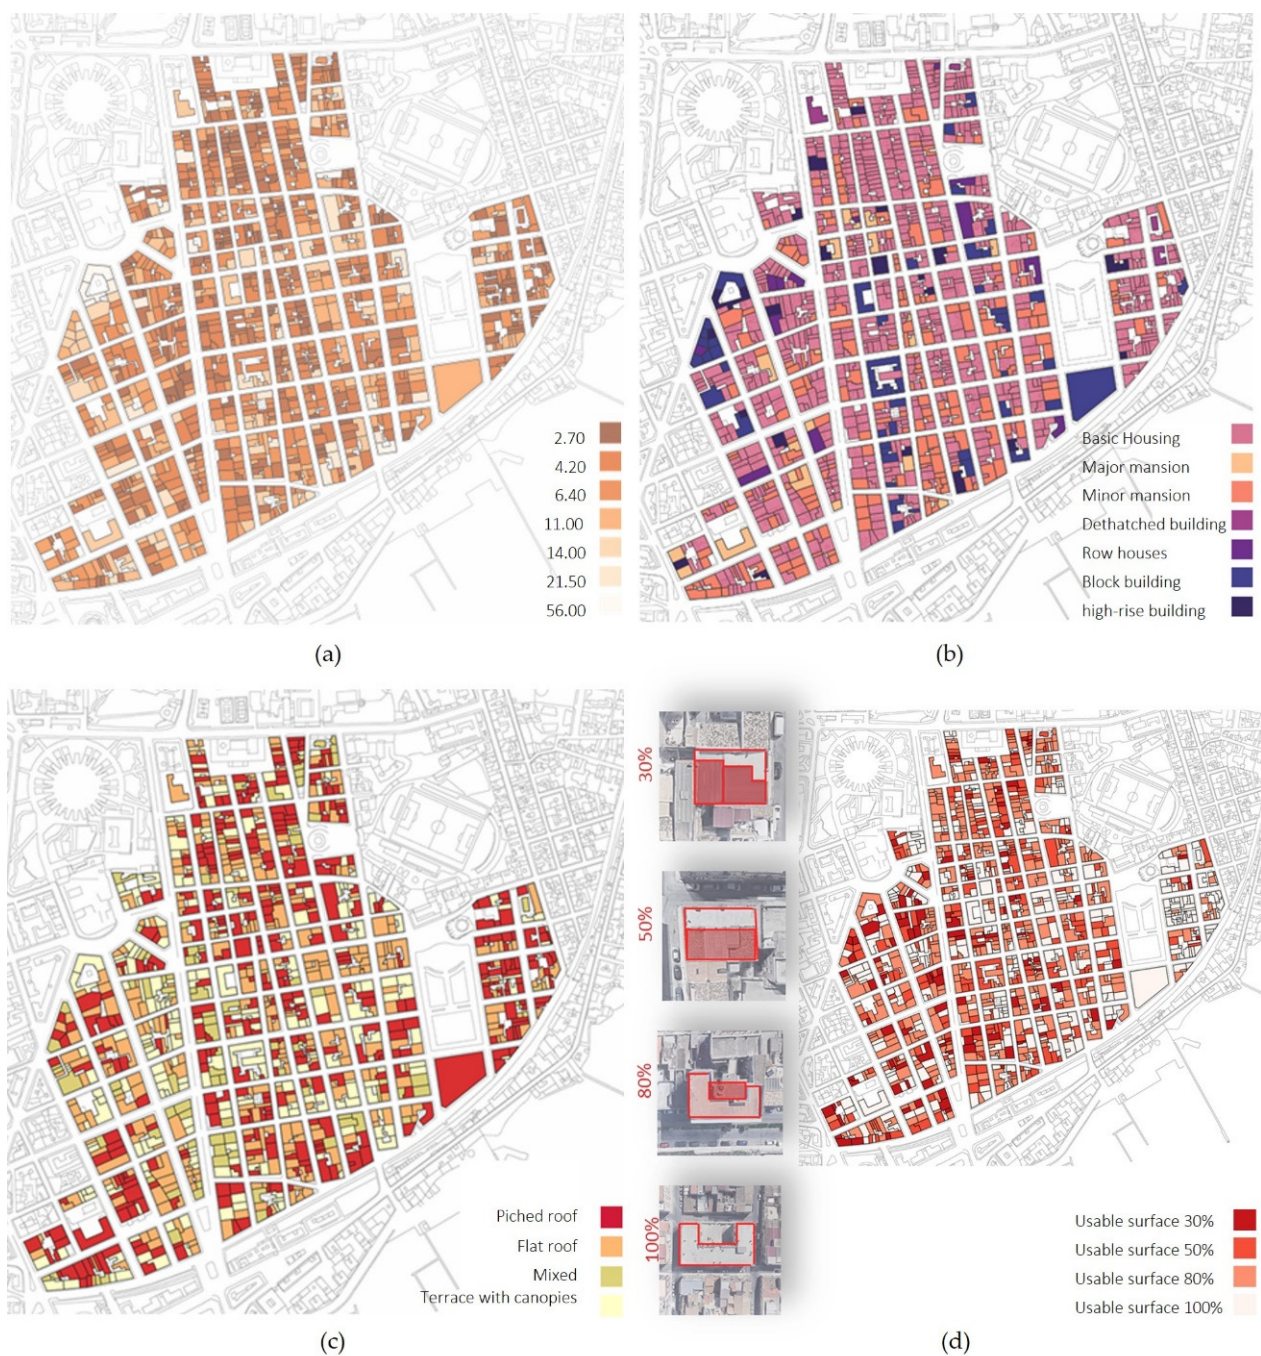 2.70
4.20
6.40
11.00
14.00
21.50
56.00
(a)
Basic Housing
Major mansion
Minor mansion
Dethatched building
Row houses
Block building
high-rise building
(b)
Piched roof
Flat roof
Mixed
Terrace with canopies
(c)
30%
50%
80%
100%
Usable surface 30%
Usable surface 50%
Usable surface 80%
Usable surface 100%
(d)